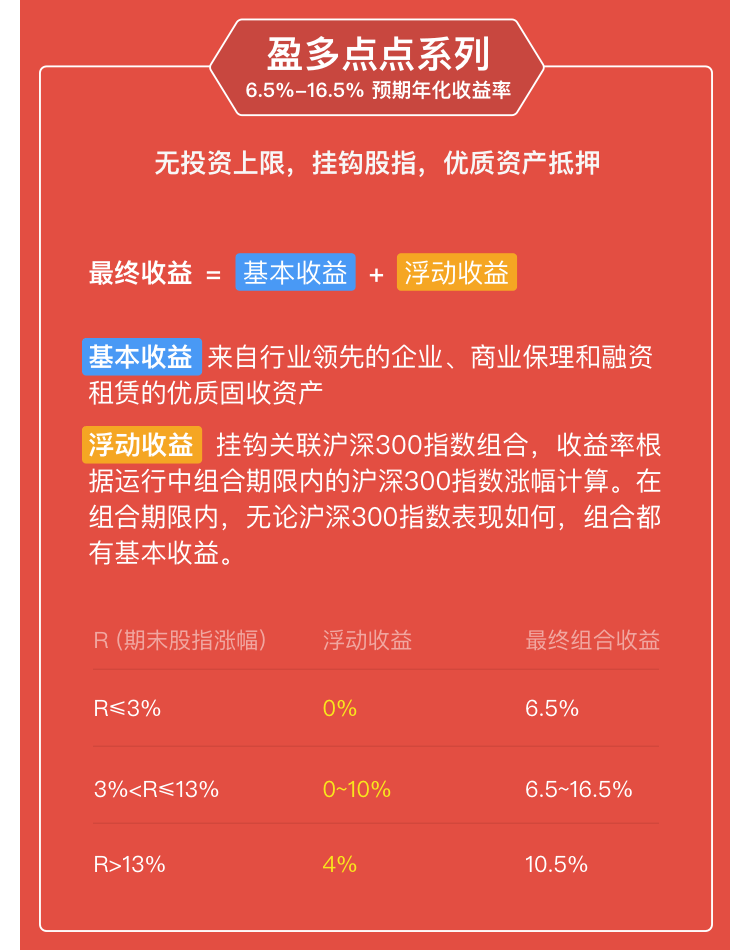 盈多点点系列
6.5%-16.5% 预期年化收益率
无投资上限，挂钩股指，优质资产抵押
最终收益 = 基本收益 + 浮动收益
基本收益 来自行业领先的企业、商业保理和融资
租赁的优质固收资产
浮动收益 挂钩关联沪深300指数组合，收益率根
据运行中组合期限内的沪深300指数涨幅计算。在
组合期限内，无论沪深300指数表现如何，组合都
有基本收益。
R (期末股指涨幅) 浮动收益 最终组合收益
R≤3% 0% 6.5%
3%<R≤13% 0~10% 6.5~16.5%
R>13% 4% 10.5%